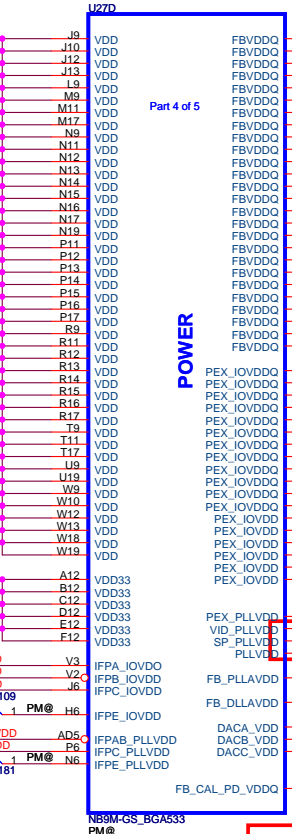 U27D
J9 VDD FBVDDQ
J10 VDD FBVDDQ
J12 VDD Part 4 of 5 FBVDDQ
J13 VDD FBVDDQ
L9 VDD FBVDDQ
M9 VDD FBVDDQ
M11 VDD FBVDDQ
M17 VDD FBVDDQ
N9 VDD FBVDDQ
N11 VDD FBVDDQ
N12 VDD FBVDDQ
N13 VDD FBVDDQ
N14 VDD FBVDDQ
N15 VDD FBVDDQ
N16 VDD FBVDDQ
N17 VDD FBVDDQ
N19 VDD FBVDDQ
P11 VDD FBVDDQ
P12 VDD FBVDDQ
P13 VDD FBVDDQ
P14 VDD FBVDDQ
P15 VDD FBVDDQ
P16 VDD FBVDDQ
P17 VDD FBVDDQ
R9 VDD FBVDDQ
R11 VDD FBVDDQ
R12 VDD
POWER
R13 VDD PEX_IOVDDQ
R14 VDD PEX_IOVDDQ
R15 VDD PEX_IOVDDQ
R16 VDD PEX_IOVDDQ
R17 VDD PEX_IOVDDQ
T9 VDD PEX_IOVDDQ
T11 VDD PEX_IOVDDQ
T17 VDD PEX_IOVDDQ
U9 VDD PEX_IOVDDQ
U19 VDD PEX_IOVDDQ
W9 VDD PEX_IOVDDQ
W10 VDD PEX_IOVDDQ
W12 VDD PEX_IOVDD
W13 VDD PEX_IOVDD
W18 VDD PEX_IOVDD
W19 VDD PEX_IOVDD
PEX_IOVDD
A12 VDD33 PEX_IOVDD
B12 VDD33
C12 VDD33
D12 VDD33 PEX_PLLVDD
E12 VDD33 VID_PLLVDD
F12 VDD33 SP_PLLVDD
PLLVDD
V3 IFPA_IOVDO
V2 IFPB_IOVDD FB_PLLAVDD
J6 IFPC_IOVDD
109
FB_DLLAVDD
1 PM@ H6 IFPE_IOVDD
DACA_VDD
AD5 IFPAB_PLLVDD DACB_VDD
P6 IFPC_PLLVDD DACC_VDD
1 PM@ N6 IFPE_PLLVDD
181
FB_CAL_PD_VDDQ
NB9M-GS_BGA533
PM@